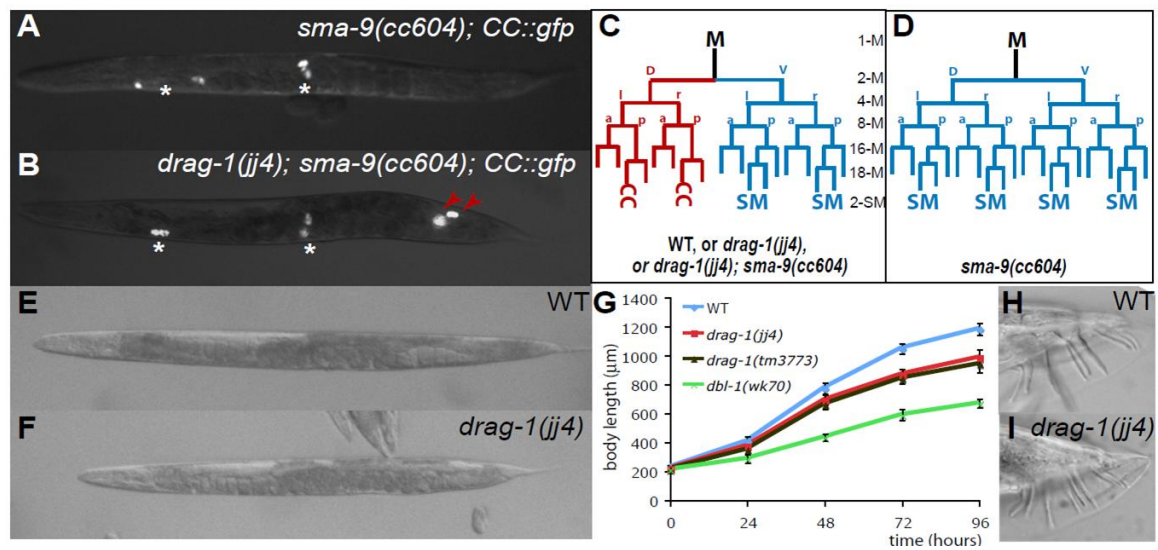 A
sma-9(cc604); CC::gfp
*
*
B
drag-1(jj4); sma-9(cc604); CC::gfp
*
*
C
M
D V
l r l r
a p a p a p a p
SM SM
WT, or drag-1(jj4),
or drag-1(jj4); sma-9(cc604)
1-M
2-M
4-M
8-M
16-M
18-M
2-SM
D
M
D V
l r l r
a p a p a p a p
SM SM SM SM
sma-9(cc604)
E
WT
F
drag-1(jj4)
G
WT
drag-1(jj4)
drag-1(tm3773)
dbl-1(wk70)
body length (µm)
1400
1200
1000
800
600
400
200
0
0 24 48 72 96
time (hours)
H
WT
I
drag-1(jj4)